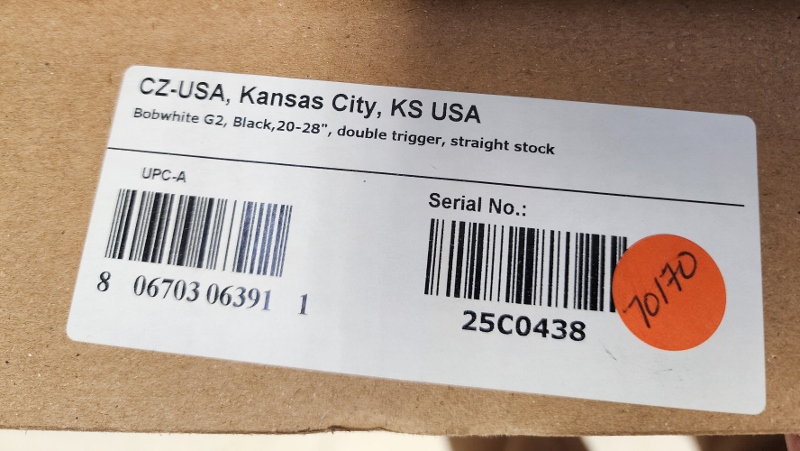 CZ-USA, Kansas City, KS USA
Bobwhite G2, Black,20-28", double trigger, straight stock
UPC-A
8 06703 06391 1
Serial No.:
25C0438
70170